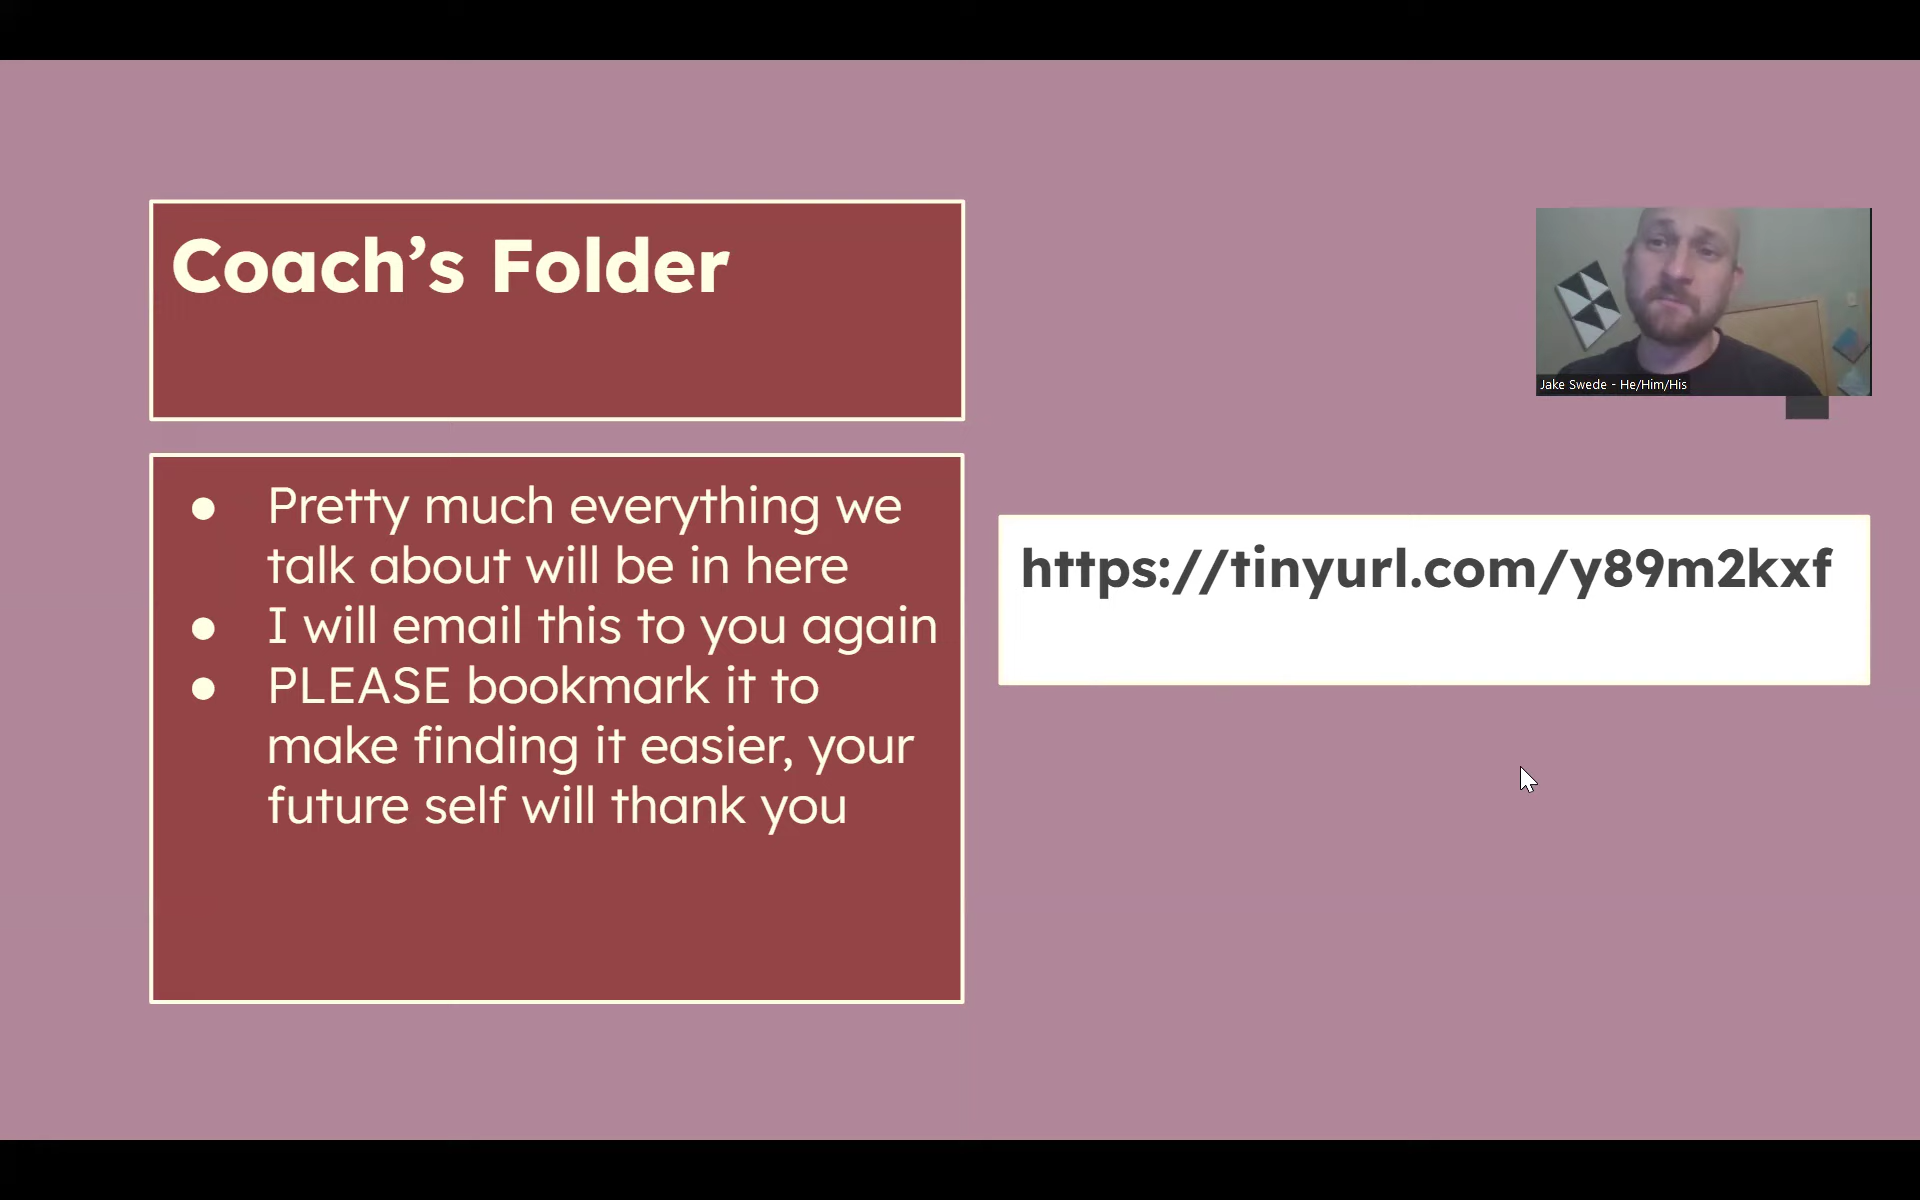 Coach’s Folder
Jake Swede - He/Him/His
● Pretty much everything we
talk about will be in here
● I will email this to you again
● PLEASE bookmark it to
make finding it easier, your
future self will thank you
https://tinyurl.com/y89m2kxf